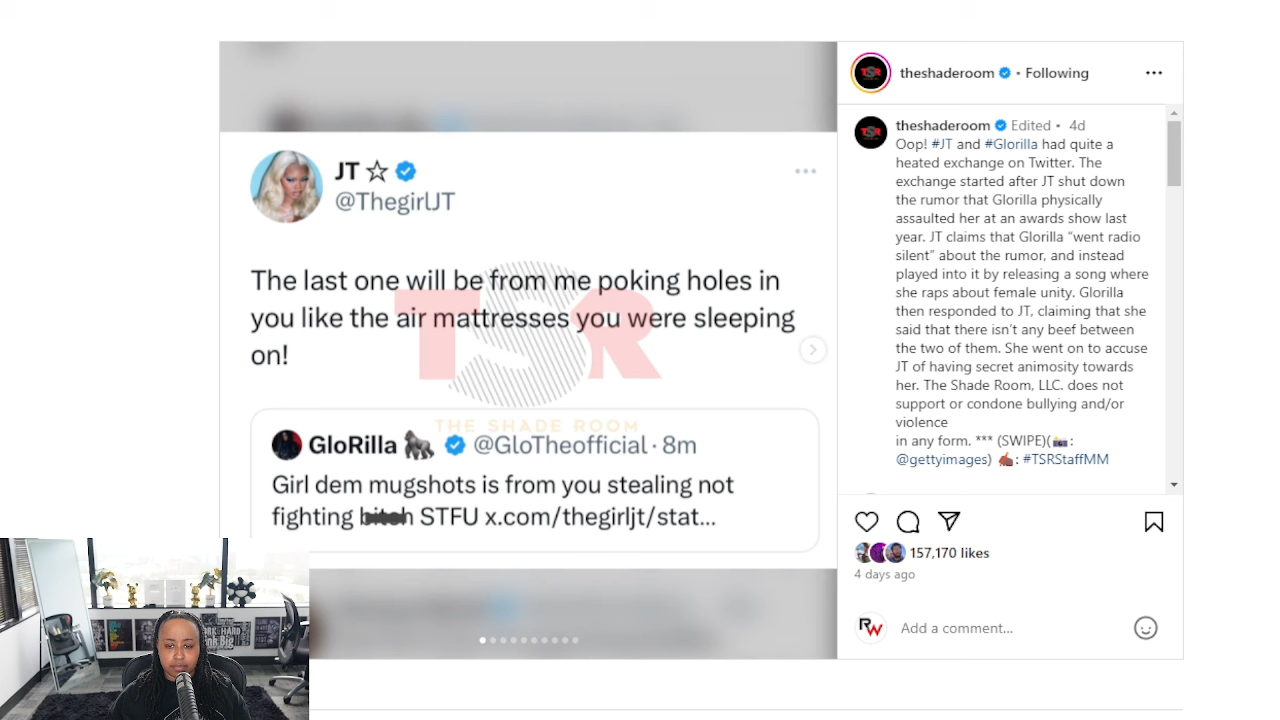 JT ☆
@ThegirlJT
The last one will be from me poking holes in
you like the air mattresses you were sleeping
on!
TSR
THE SHADE ROOM
GloRilla 🦍 @GloTheofficial · 8m
Girl dem mugshots is from you stealing not
fighting bitch STFU x.com/thegirljt/stat...
TSR
theshaderoom • Following
TSR
theshaderoom Edited • 4d
Oop! #JT and #Glorilla had quite a
heated exchange on Twitter. The
exchange started after JT shut down
the rumor that Glorilla physically
assaulted her at an awards show last
year. JT claims that Glorilla “went radio
silent” about the rumor, and instead
played into it by releasing a song where
she raps about female unity. Glorilla
then responded to JT, claiming that she
said that there isn’t any beef between
the two of them. She went on to accuse
JT of having secret animosity towards
her. The Shade Room, LLC. does not
support or condone bullying and/or
violence
in any form. *** (SWIPE)(📸:
@gettyimages) ✍🏾: #TSRStaffMM
157,170 likes
4 days ago
RW
Add a comment...